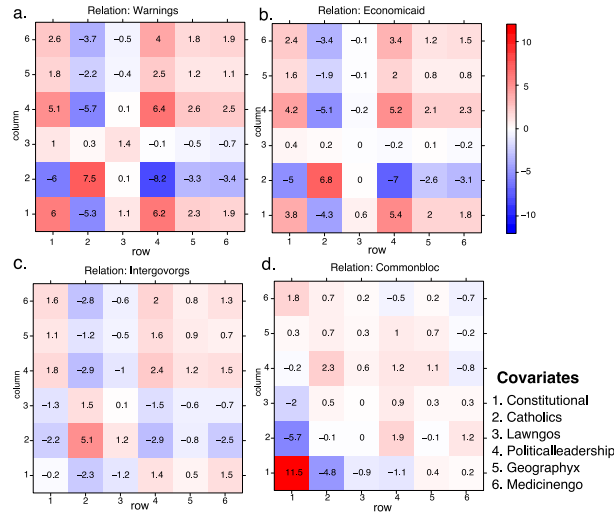 a.
Relation: Warnings
6 2.6 −3.7 −0.5 4 1.8 1.9
5 1.8 −2.2 −0.4 2.5 1.2 1.1
4 5.1 −5.7 0.1 6.4 2.6 2.5
3 1 0.3 1.4 −0.1 −0.5 −0.7
2 −6 7.5 0.1 −8.2 −3.3 −3.4
1 6 −5.3 1.1 6.2 2.3 1.9
column
1 2 3 4 5 6
row
b.
Relation: Economicaid
6 2.4 −3.4 −0.1 3.4 1.2 1.5
5 1.6 −1.9 −0.1 2 0.8 0.8
4 4.2 −5.1 −0.2 5.2 2.1 2.3
3 0.4 0.2 0 −0.2 0.1 −0.2
2 −5 6.8 0 −7 −2.6 −3.1
1 3.8 −4.3 0.6 5.4 2 1.8
column
1 2 3 4 5 6
row
10
5
0
−5
−10
c.
Relation: Intergovorgs
6 1.6 −2.8 −0.6 2 0.8 1.3
5 1.1 −1.2 −0.5 1.6 0.9 0.7
4 1.8 −2.9 −1 2.4 1.2 1.5
3 −1.3 1.5 0.1 −1.5 −0.6 −0.7
2 −2.2 5.1 1.2 −2.9 −0.8 −2.5
1 −0.2 −2.3 −1.2 1.4 0.5 1.5
column
1 2 3 4 5 6
row
d.
Relation: Commonbloc
6 1.8 0.7 0.2 −0.5 0.2 −0.7
5 0.3 0.7 0.3 1 0.7 −0.2
4 −0.2 2.3 0.6 1.2 1.1 −0.8
3 −2 0.5 0 0.9 0.3 0.3
2 −5.7 −0.1 0 1.9 −0.1 1.2
1 11.5 −4.8 −0.9 −1.1 0.4 0.2
column
1 2 3 4 5 6
row
Covariates
1. Constitutional
2. Catholics
3. Lawngos
4. Politicalleadership
5. Geographyx
6. Medicinengo